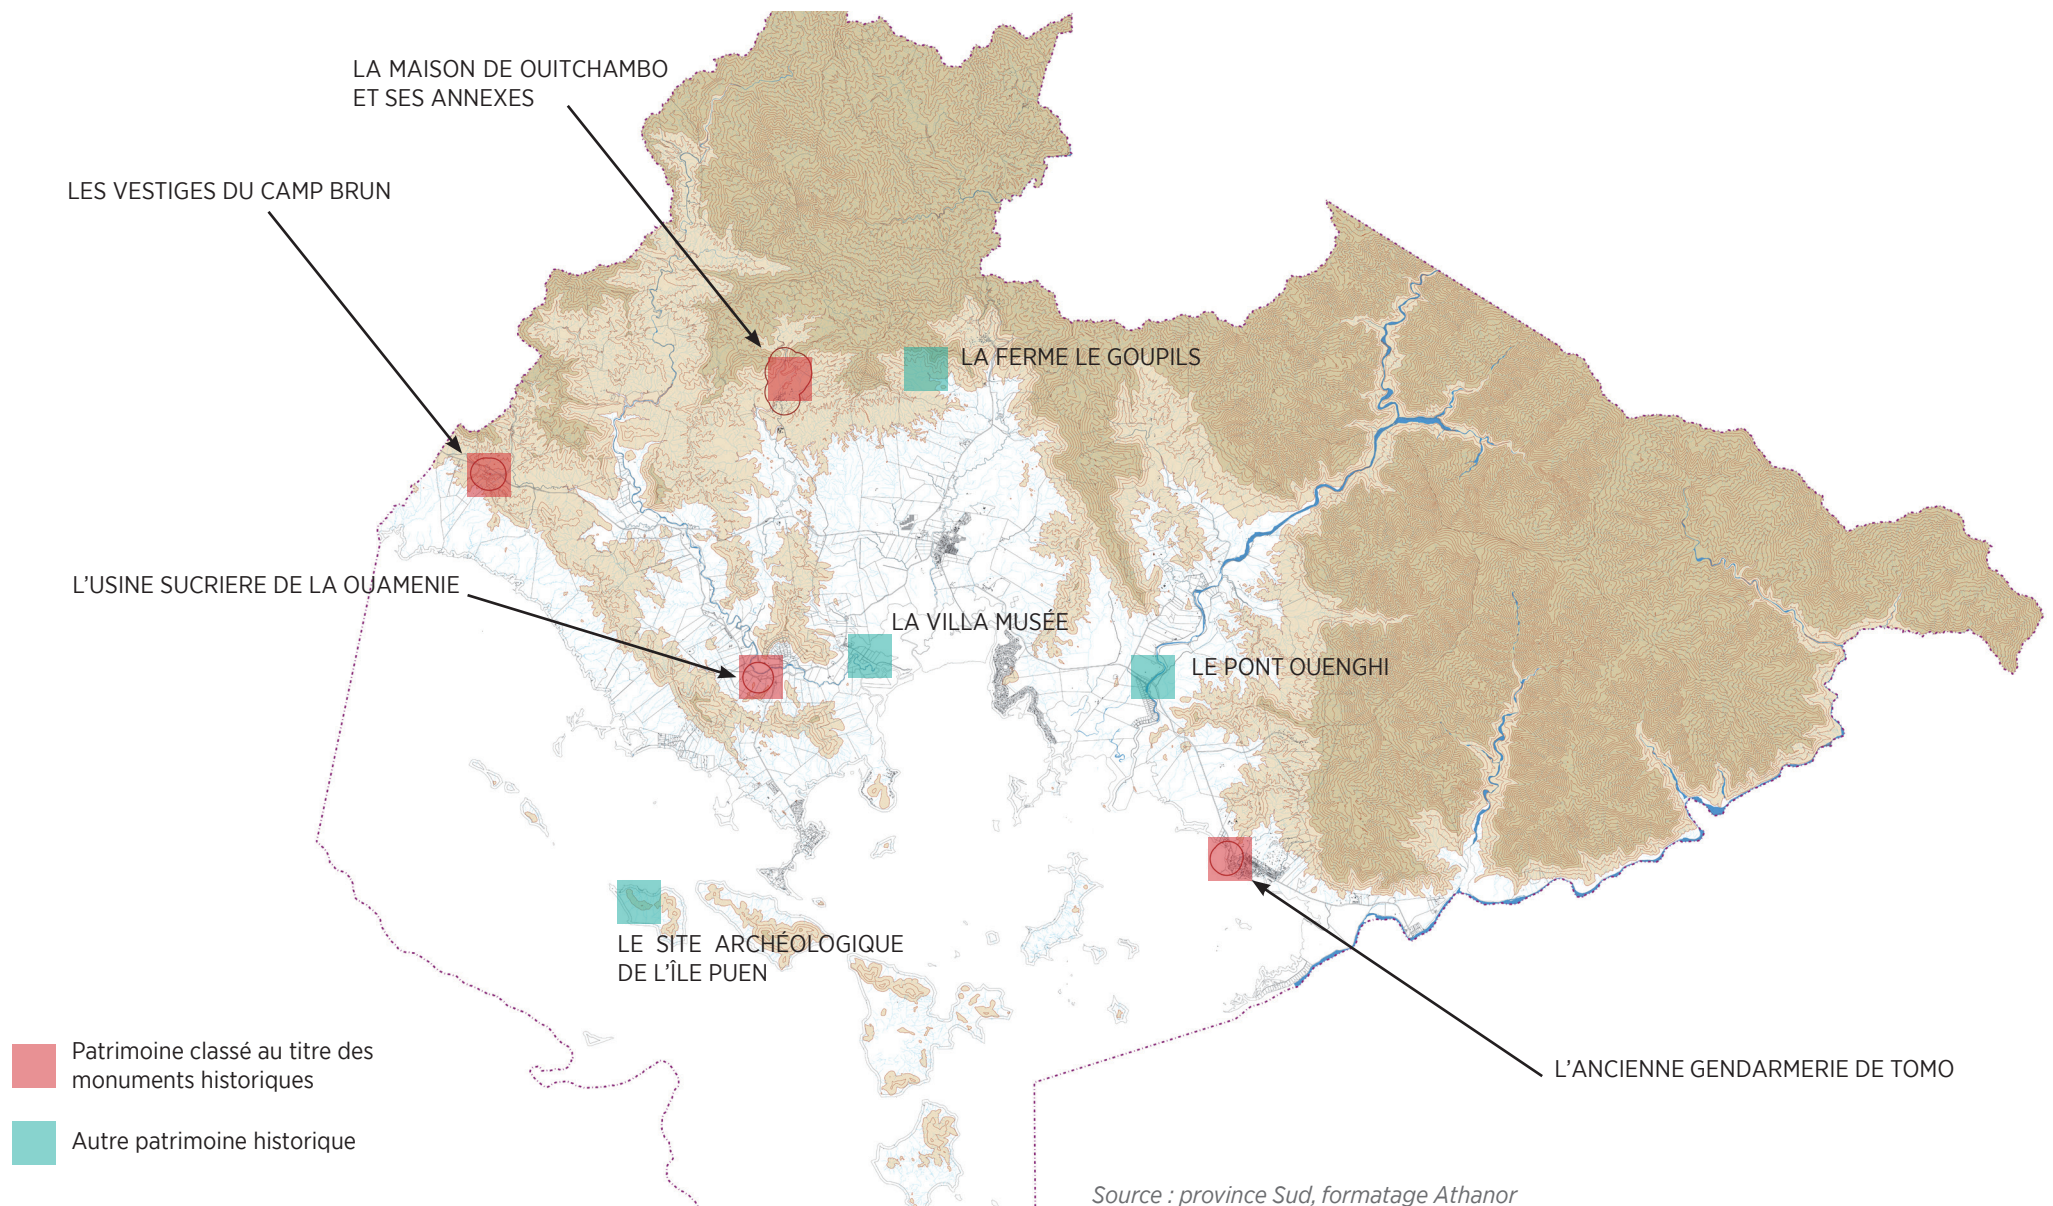 LA MAISON DE OUITCHAMBO
ET SES ANNEXES
LES VESTIGES DU CAMP BRUN
LA FERME LE GOUPILS
L'USINE SUCRIERE DE LA OUAMENIE
LA VILLA MUSÉE
LE PONT OUENGHI
LE SITE ARCHÉOLOGIQUE
DE L'ÎLE PUEN
L'ANCIENNE GENDARMERIE DE TOMO
Patrimoine classé au titre des
monuments historiques
Autre patrimoine historique
Source : province Sud, formatage Athanor